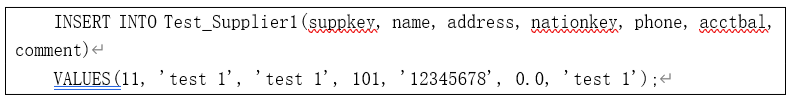 INSERT INTO Test_Supplier1(suppkey, name, address, nationkey, phone, acctbal,
comment)↵
VALUES(11, 'test 1', 'test 1', 101, '12345678', 0.0, 'test 1');↵